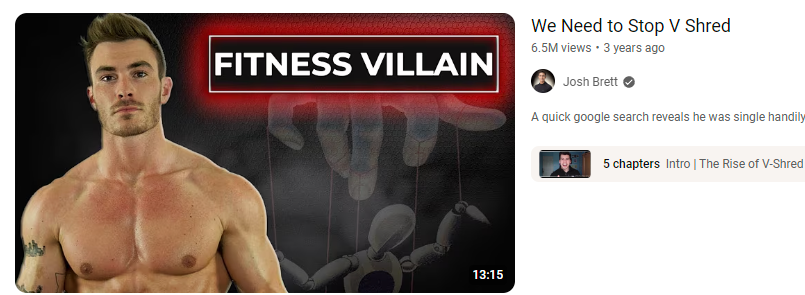 FITNESS VILLAIN
13:15
We Need to Stop V Shred
6.5M views • 3 years ago
Josh Brett
A quick google search reveals he was single handily
5 chapters Intro | The Rise of V-Shred